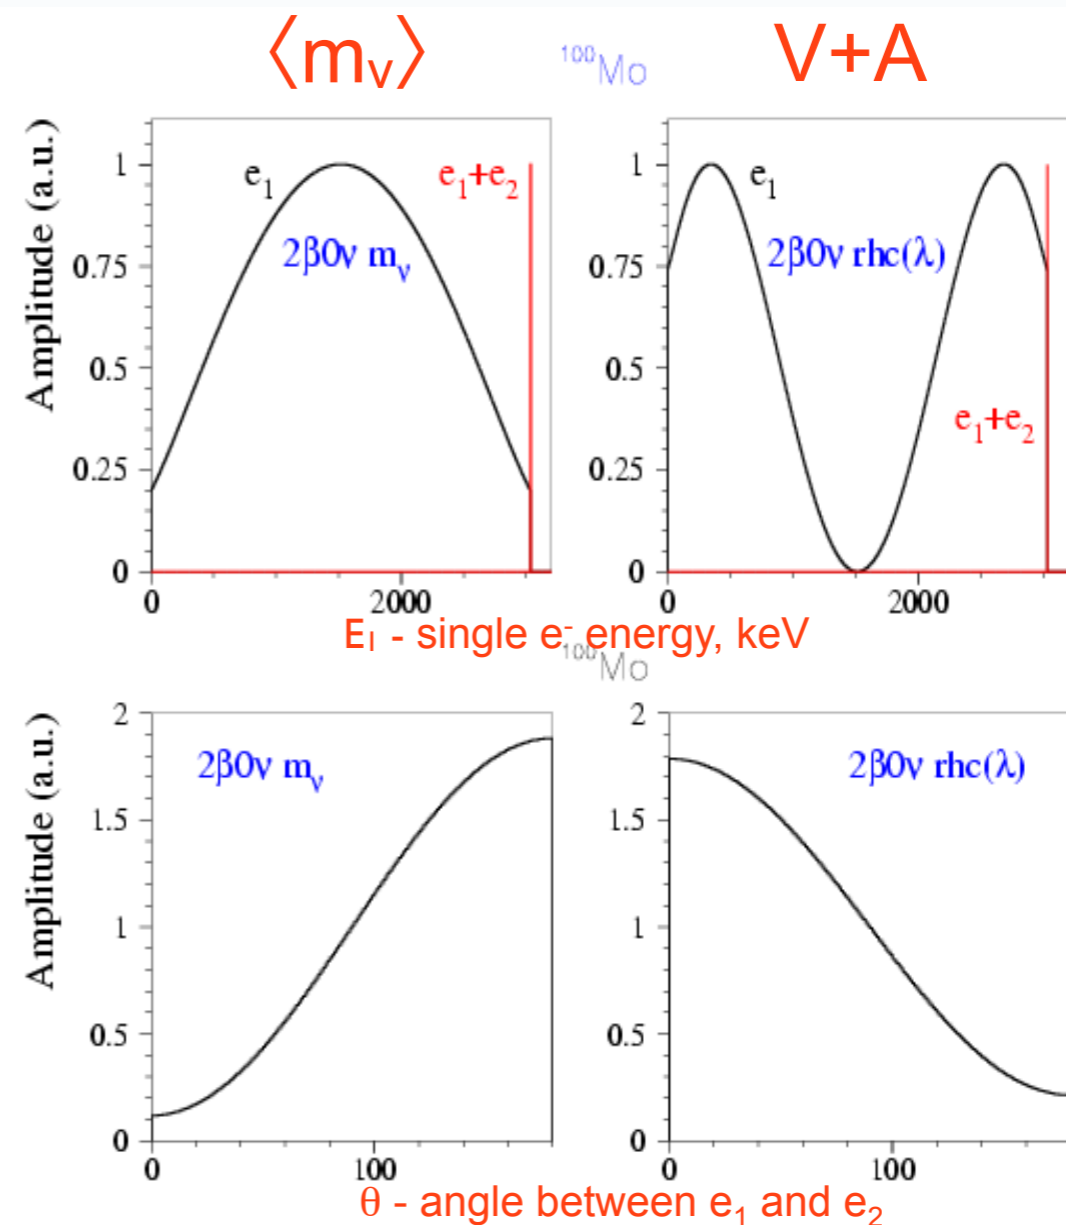 ⟨mν⟩ ¹⁰⁰Mo V+A
Amplitude (a.u.)
1
0.75
0.5
0.25
0
e₁
e₁+e₂
2β0ν mν
0 2000
1
0.75
0.5
0.25
0
e₁
2β0ν rhc(λ)
e₁+e₂
0 2000
E₁ - single e⁻ energy, keV
¹⁰⁰Mo
Amplitude (a.u.)
2
1.5
1
0.5
0
2β0ν mν
0 100
2
1.5
1
0.5
0
2β0ν rhc(λ)
0 100
θ - angle between e₁ and e₂